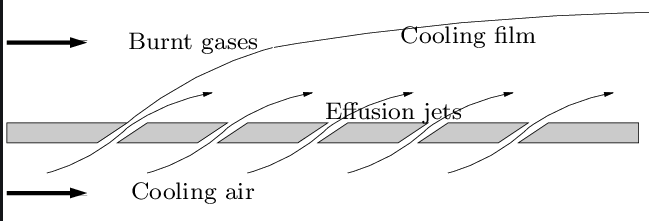 Burnt gases
Cooling film
Effusion jets
Cooling air